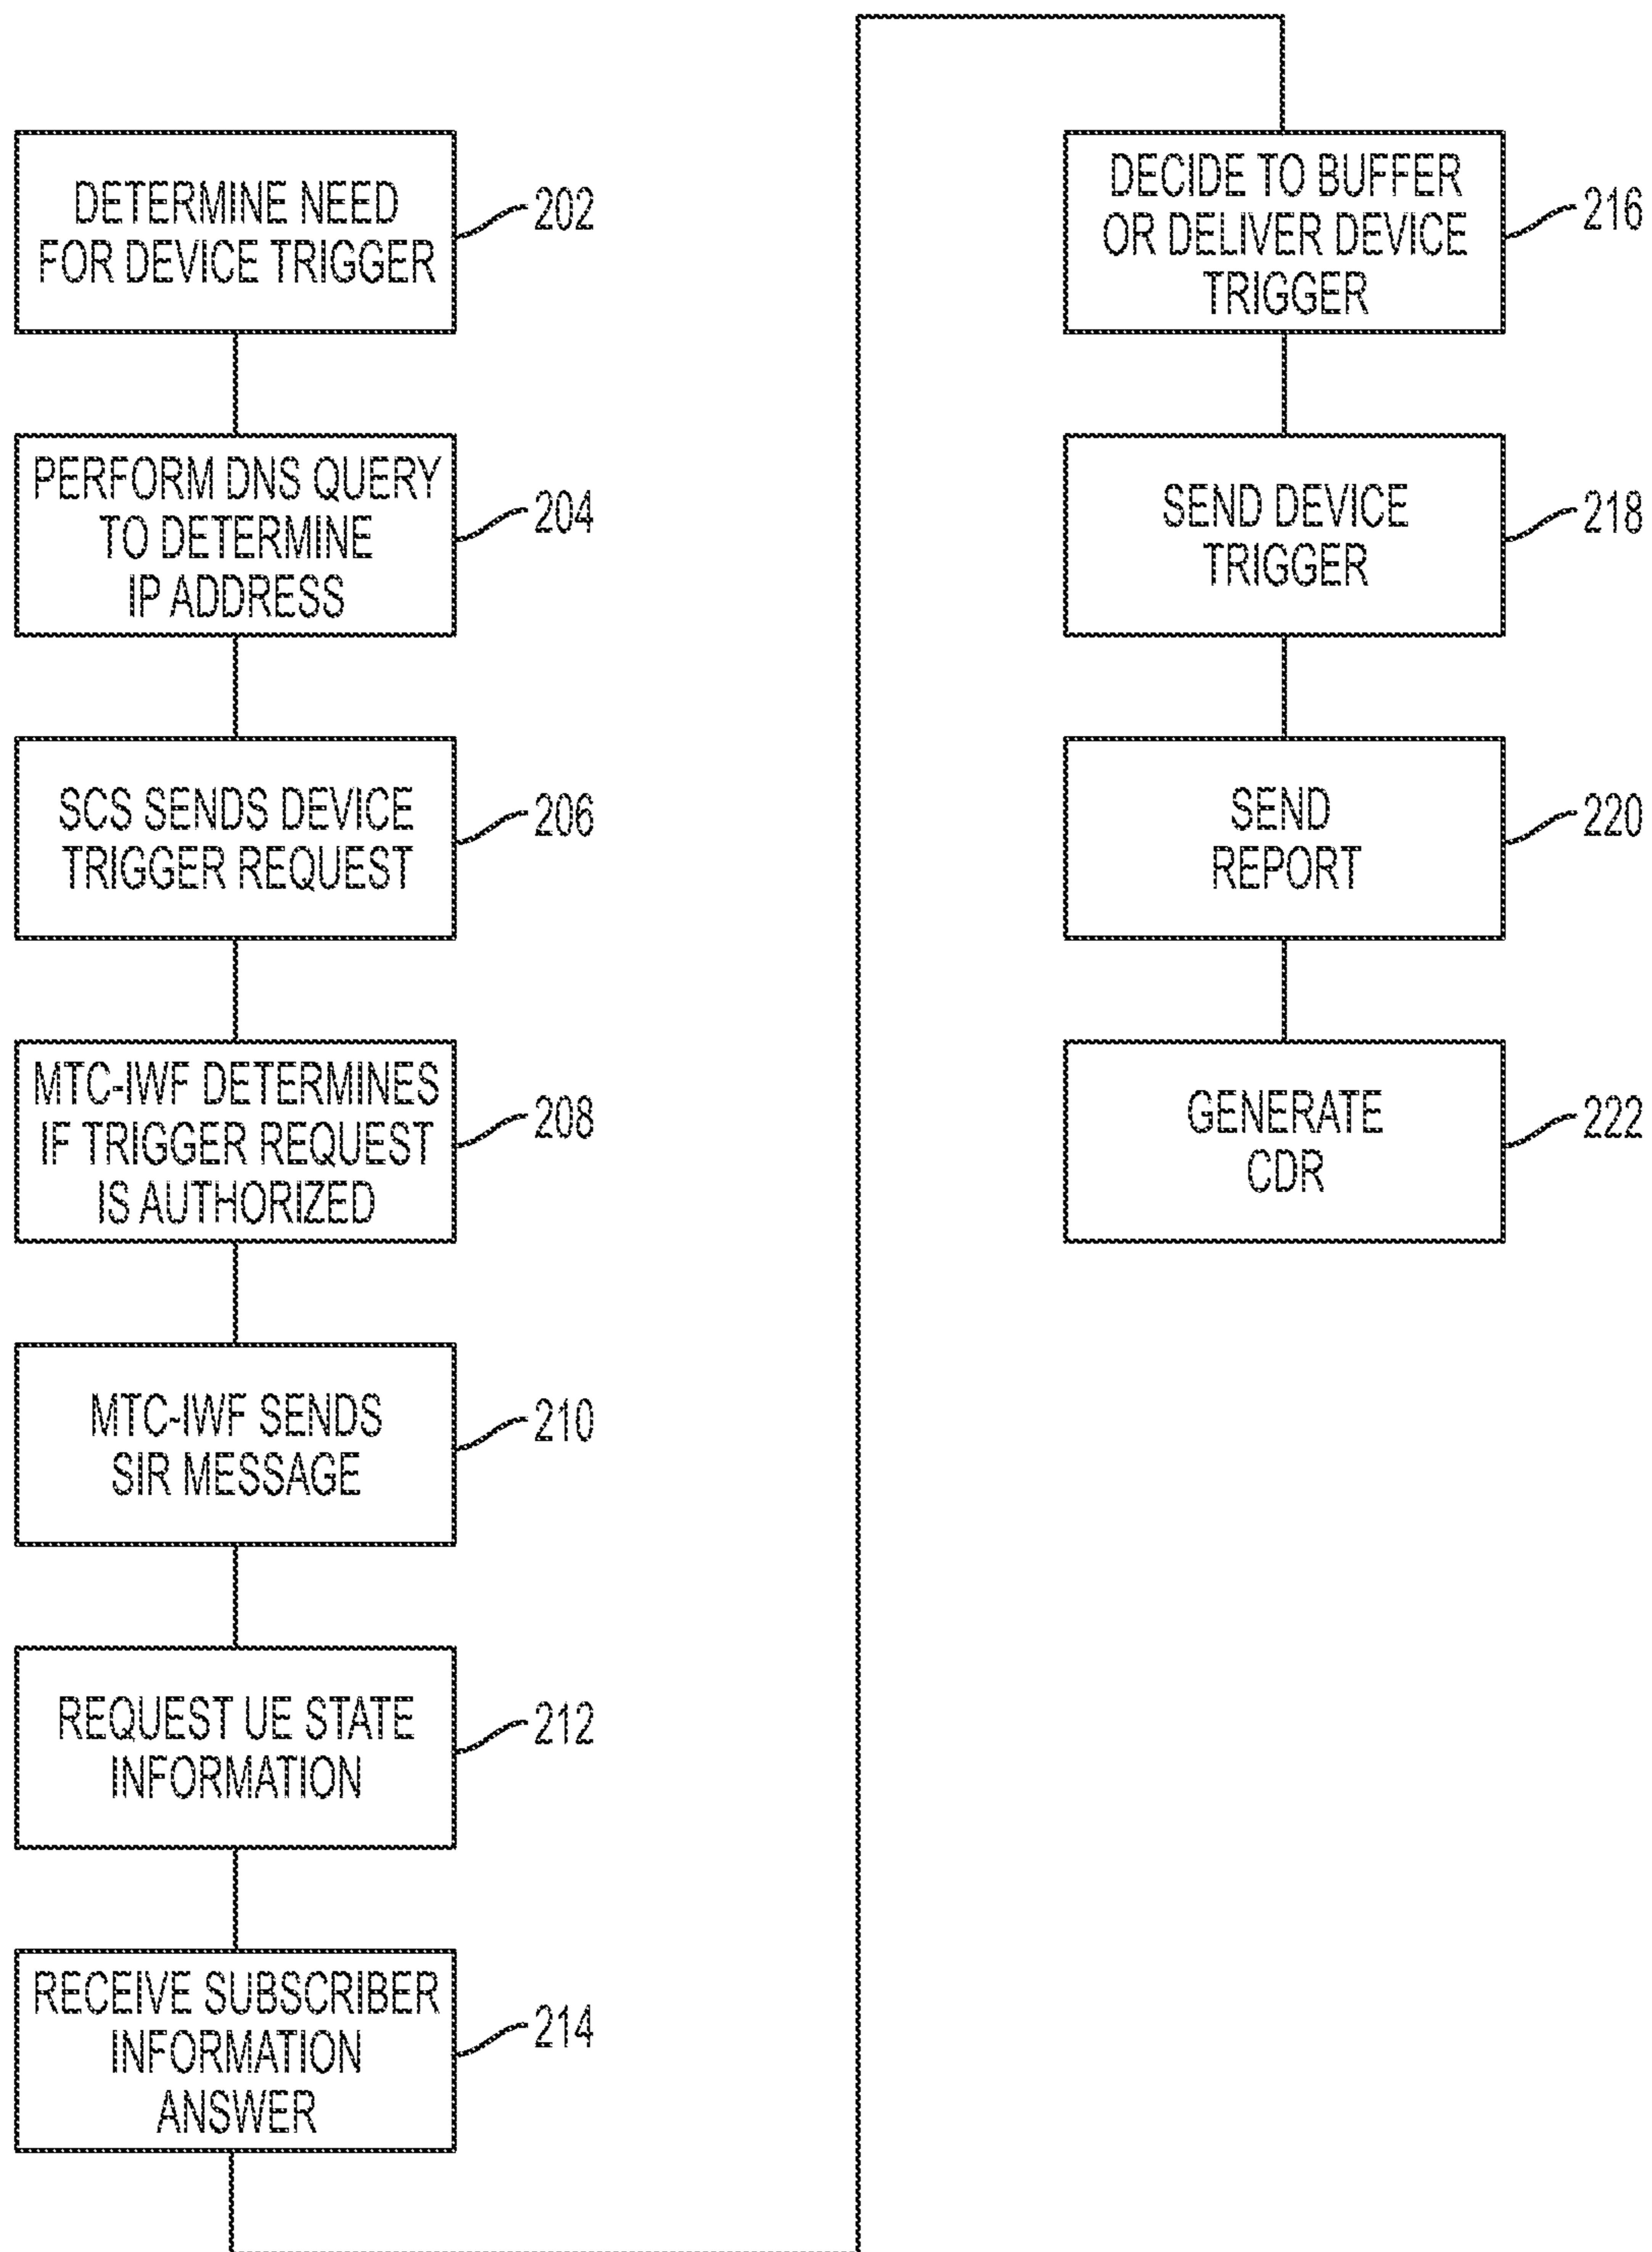 DETERMINE NEED
FOR DEVICE TRIGGER
202
PERFORM DNS QUERY
TO DETERMINE
IP ADDRESS
204
SCS SENDS DEVICE
TRIGGER REQUEST
206
MTC-IWF DETERMINES
IF TRIGGER REQUEST
IS AUTHORIZED
208
MTC-IWF SENDS
SIR MESSAGE
210
REQUEST UE STATE
INFORMATION
212
RECEIVE SUBSCRIBER
INFORMATION
ANSWER
214
DECIDE TO BUFFER
OR DELIVER DEVICE
TRIGGER
216
SEND DEVICE
TRIGGER
218
SEND
REPORT
220
GENERATE
CDR
222